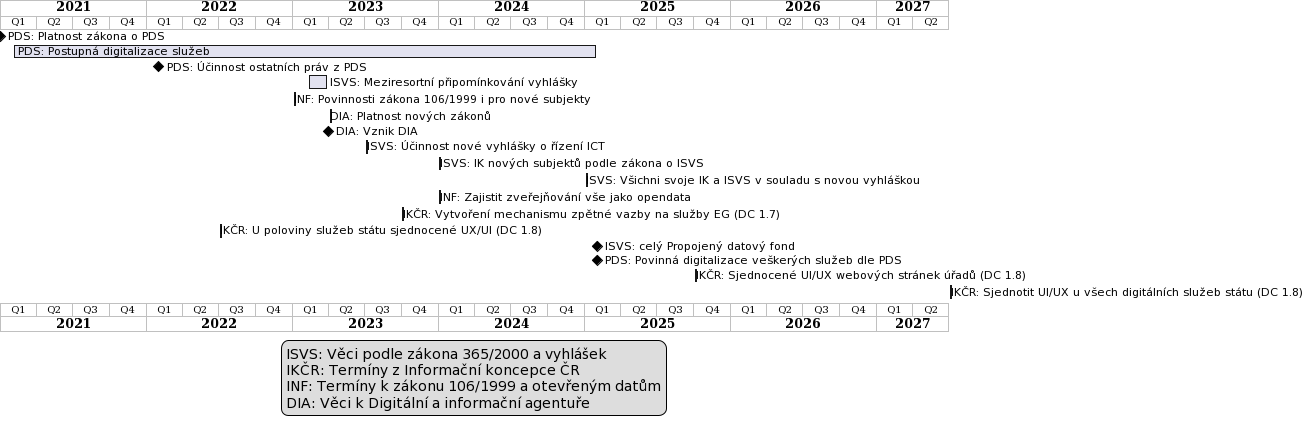 2021 2022 2023 2024 2025 2026 2027
Q1 Q2 Q3 Q4 Q1 Q2 Q3 Q4 Q1 Q2 Q3 Q4 Q1 Q2 Q3 Q4 Q1 Q2 Q3 Q4 Q1 Q2 Q3 Q4 Q1 Q2
PDS: Platnost zákona o PDS
PDS: Postupná digitalizace služeb
PDS: Účinnost ostatních práv z PDS
ISVS: Meziresortní připomínkování vyhlášky
INF: Povinnosti zákona 106/1999 i pro nové subjekty
DIA: Platnost nových zákonů
DIA: Vznik DIA
ISVS: Účinnost nové vyhlášky o řízení ICT
ISVS: IK nových subjektů podle zákona o ISVS
ISVS: Všichni svoje IK a ISVS v souladu s novou vyhláškou
INF: Zajistit zveřejňování vše jako opendata
IKČR: Vytvoření mechanismu zpětné vazby na služby EG (DC 1.7)
IKČR: U poloviny služeb státu sjednocené UX/UI (DC 1.8)
ISVS: celý Propojený datový fond
PDS: Povinná digitalizace veškerých služeb dle PDS
IKČR: Sjednocené UI/UX webových stránek úřadů (DC 1.8)
IKČR: Sjednotit UI/UX u všech digitálních služeb státu (DC 1.8)
Q1 Q2 Q3 Q4 Q1 Q2 Q3 Q4 Q1 Q2 Q3 Q4 Q1 Q2 Q3 Q4 Q1 Q2 Q3 Q4 Q1 Q2 Q3 Q4 Q1 Q2
2021 2022 2023 2024 2025 2026 2027
ISVS: Věci podle zákona 365/2000 a vyhlášek
IKČR: Termíny z Informační koncepce ČR
INF: Termíny k zákonu 106/1999 a otevřeným datům
DIA: Věci k Digitální a informační agentuře